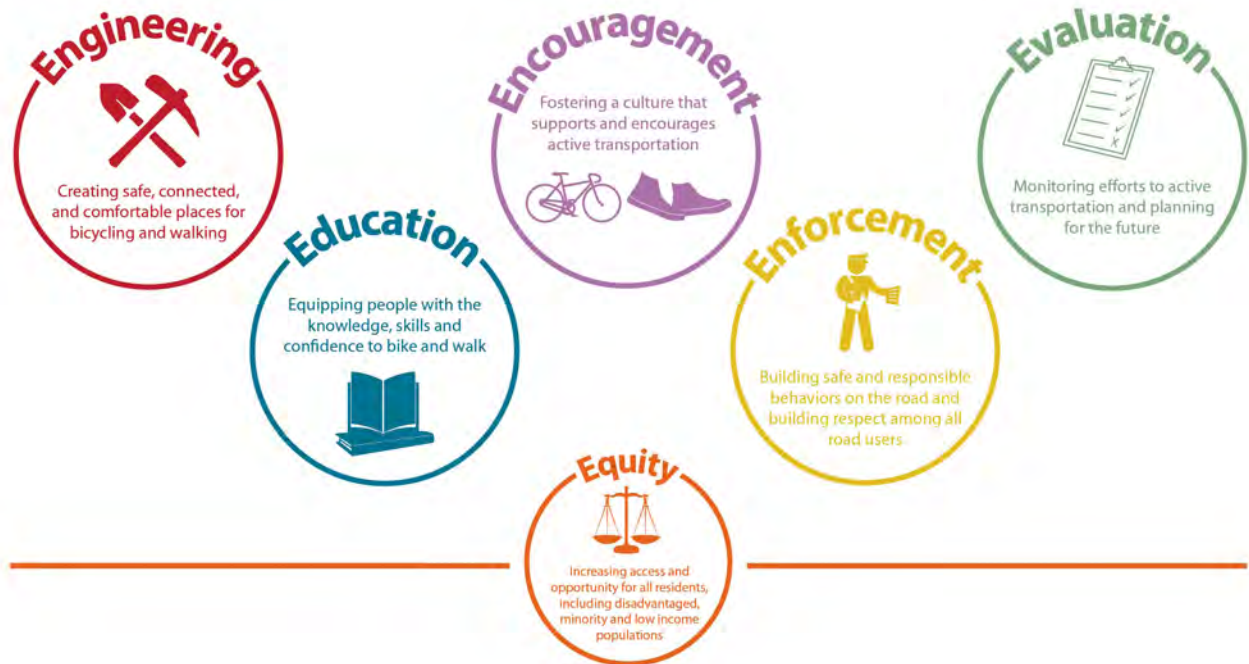 Engineering
Creating safe, connected,
and comfortable places for
bicycling and walking
Education
Equipping people with the
knowledge, skills and
confidence to bike and walk
Encouragement
Fostering a culture that
supports and encourages
active transportation
Enforcement
Building safe and responsible
behaviors on the road and
building respect among all
road users
Evaluation
Monitoring efforts to active
transportation and planning
for the future
Equity
Increasing access and
opportunity for all residents,
including disadvantaged,
minority and low income
populations